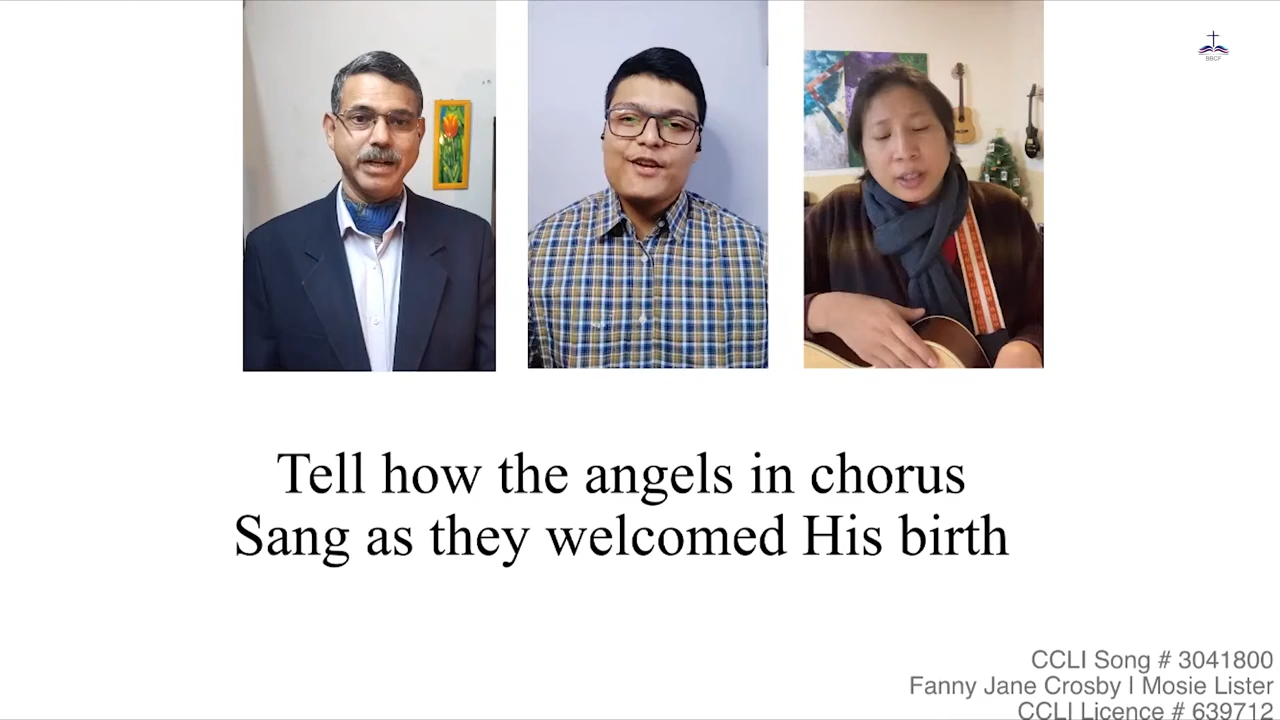 BBCF
Tell how the angels in chorus
Sang as they welcomed His birth
CCLI Song # 3041800
Fanny Jane Crosby l Mosie Lister
CCLI Licence # 639712